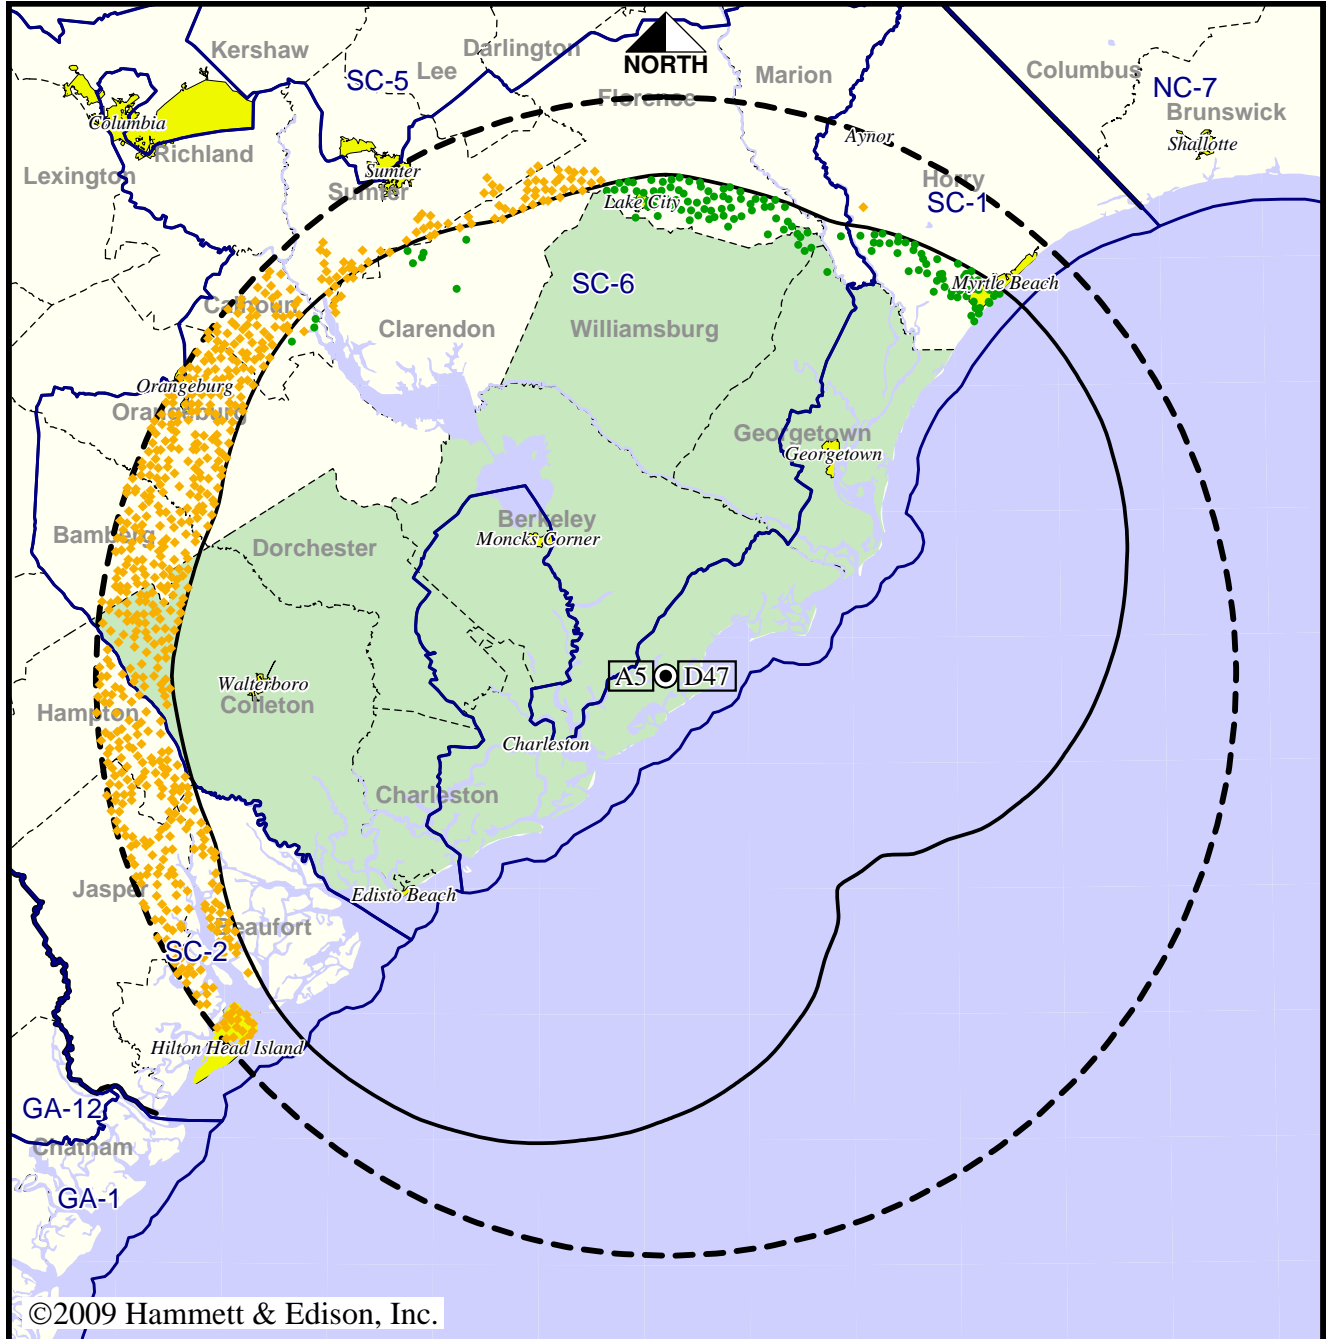 Kershaw
Darlington
Lee
SC-5
NORTH
Marion
Columbus
NC-7
Florence
Brunswick
Columbia
Aynor
Shallotte
Richland
Lexington
Sumter
Sumter
Horry
SC-1
Lake City
Myrtle Beach
SC-6
Calhoun
Clarendon
Williamsburg
Orangeburg
Orangeburg
Georgetown
Georgetown
Bamberg
Berkeley
Moncks Corner
Dorchester
A5
D47
Walterboro
Colleton
Hampton
Charleston
Charleston
Jasper
Edisto Beach
Beaufort
SC-2
Hilton Head Island
GA-12
Chatham
GA-1
©2009 Hammett & Edison, Inc.